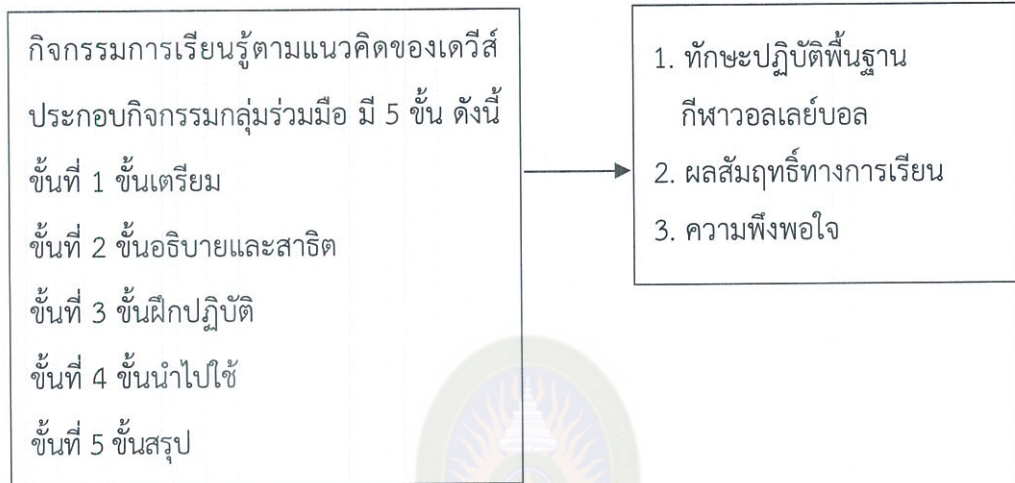 กิจกรรมการเรียนรู้ตามแนวคิดของเดวีส์
ประกอบกิจกรรมกลุ่มร่วมมือ มี 5 ขั้น ดังนี้
ขั้นที่ 1 ขั้นเตรียม
ขั้นที่ 2 ขั้นอธิบายและสาธิต
ขั้นที่ 3 ขั้นฝึกปฏิบัติ
ขั้นที่ 4 ขั้นนำไปใช้
ขั้นที่ 5 ขั้นสรุป
1. ทักษะปฏิบัติพื้นฐาน
กีฬาวอลเลย์บอล
2. ผลสัมฤทธิ์ทางการเรียน
3. ความพึงพอใจ